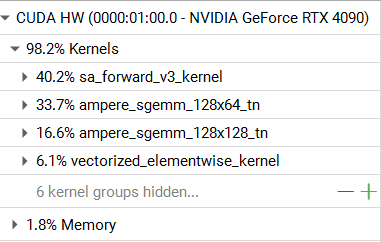 CUDA HW (0000:01:00.0 - NVIDIA GeForce RTX 4090)
98.2% Kernels
40.2% sa_forward_v3_kernel
33.7% ampere_sgemm_128x64_tn
16.6% ampere_sgemm_128x128_tn
6.1% vectorized_elementwise_kernel
6 kernel groups hidden...
1.8% Memory